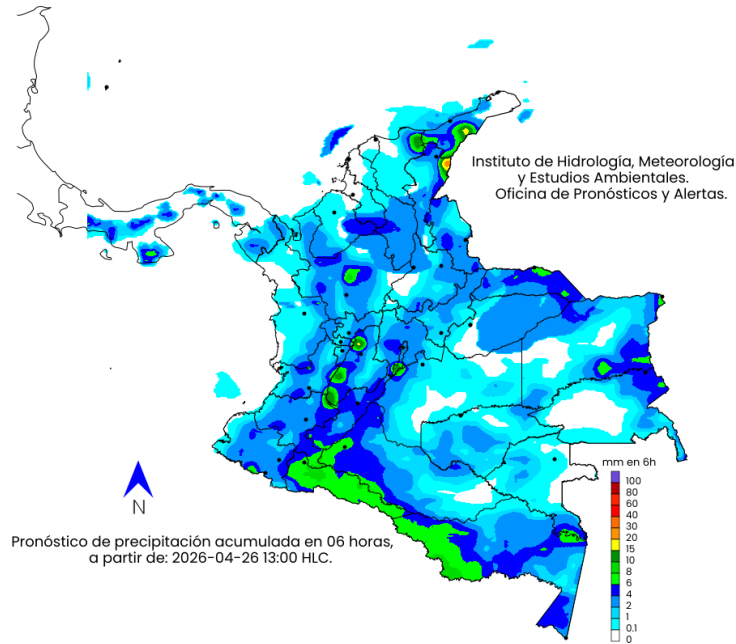 Instituto de Hidrología, Meteorología
y Estudios Ambientales.
Oficina de Pronósticos y Alertas.
mm en 6h
100
80
60
40
30
20
15
10
8
6
4
2
1
0.1
0
N
Pronóstico de precipitación acumulada en 06 horas,
a partir de: 2026-04-26 13:00 HLC.